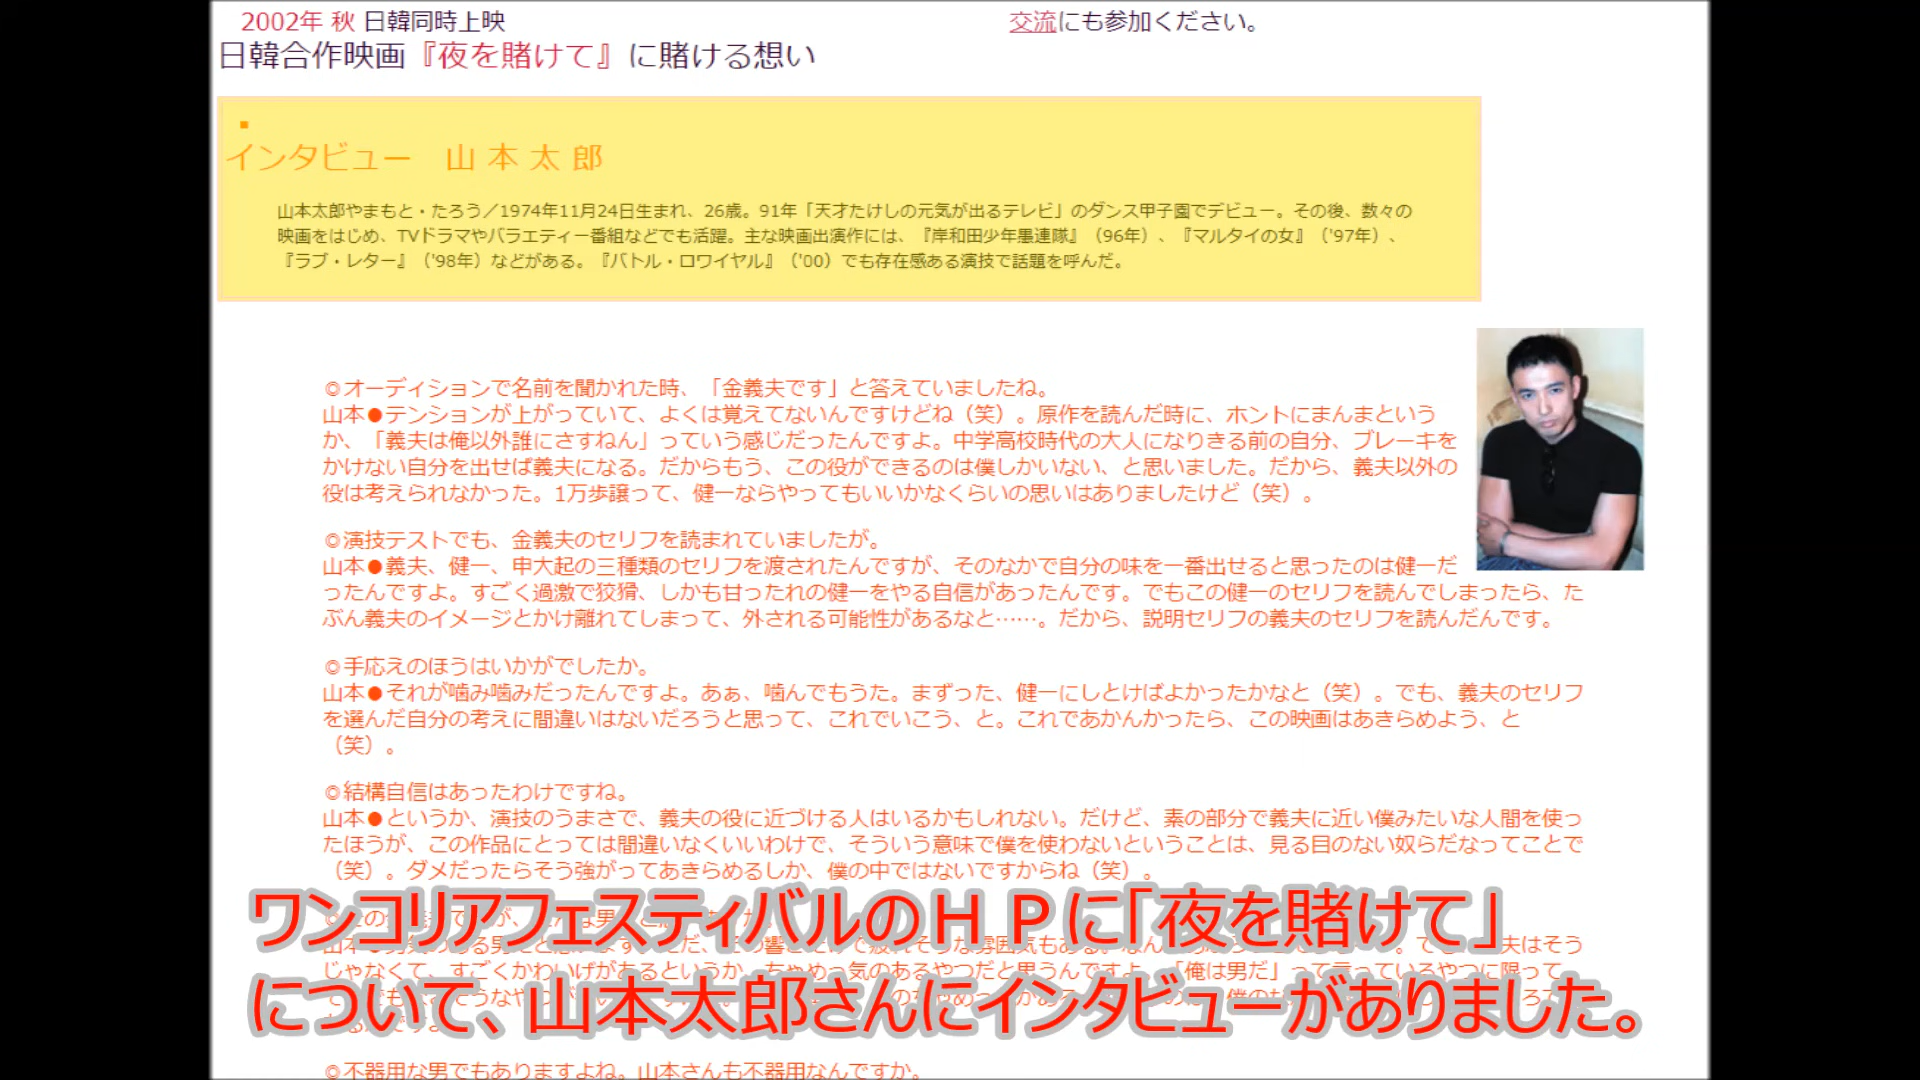 2002年 秋 日韓同時上映
交流にも参加ください。
日韓合作映画『夜を賭けて』に賭ける想い
インタビュー　山 本 太 郎
山本太郎やまもと・たろう／1974年11月24日生まれ、26歳。91年「天才たけしの元気が出るテレビ」のダンス甲子園でデビュー。その後、数々の
映画をはじめ、TVドラマやバラエティー番組などでも活躍。主な映画出演作には、『岸和田少年愚連隊』（96年）、『マルタイの女』（'97年）、
『ラブ・レター』（'98年）などがある。『バトル・ロワイヤル』（'00）でも存在感ある演技で話題を呼んだ。
◎オーディションで名前を聞かれた時、「金義夫です」と答えていましたね。
山本●テンションが上がっていて、よくは覚えてないんですけどね（笑）。原作を読んだ時に、ホントにまんまという
か、「義夫は俺以外誰にさすねん」っていう感じだったんですよ。中学高校時代の大人になりきる前の自分、ブレーキを
かけない自分を出せば義夫になる。だからもう、この役ができるのは僕しかいない、と思いました。だから、義夫以外の
役は考えられなかった。1万歩譲って、健一ならやってもいいかなくらいの思いはありましたけど（笑）。
◎演技テストでも、金義夫のセリフを読まれていましたが。
山本●義夫、健一、申大起の三種類のセリフを渡されたんですが、そのなかで自分の味を一番出せると思ったのは健一だ
ったんですよ。すごく過激で狡猾、しかも甘ったれの健一をやる自信があったんです。でもこの健一のセリフを読んでしまったら、た
ぶん義夫のイメージとかけ離れてしまって、外される可能性があるなと……。だから、説明セリフの義夫のセリフを読んだんです。
◎手応えのほうはいかがでしたか。
山本●それが噛み噛みだったんですよ。あぁ、噛んでもうた。まずった、健一にしとけばよかったかなと（笑）。でも、義夫のセリフ
を選んだ自分の考えに間違いはないだろうと思って、これでいこう、と。これであかんかったら、この映画はあきらめよう、と
（笑）。
◎結構自信はあったわけですね。
山本●というか、演技のうまさで、義夫の役に近づける人はいるかもしれない。だけど、素の部分で義夫に近い僕みたいな人間を使っ
たほうが、この作品にとっては間違いなくいいわけで、そういう意味で僕を使わないということは、見る目のない奴らだなってことで
（笑）。ダメだったらそう強がってあきらめるしか、僕の中ではないですからね（笑）。
ワンコリアフェスティバルのＨＰに「夜を賭けて」
について、山本太郎さんにインタビューがありました。
◎不器用な男でもありますよね。山本さんも不器用なんですか。